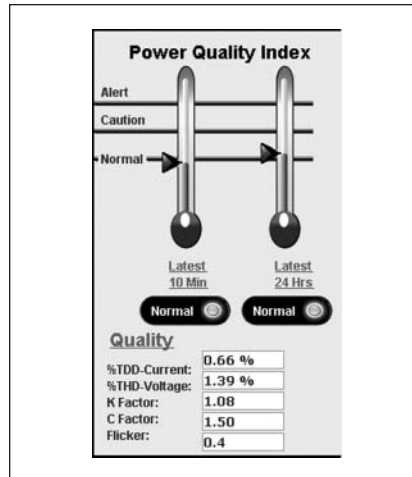 Power Quality Index
Alert
Caution
Normal
Latest
10 Min
Latest
24 Hrs
Normal
Normal
Quality
%TDD-Current: 0.66 %
%THD-Voltage: 1.39 %
K Factor: 1.08
C Factor: 1.50
Flicker: 0.4